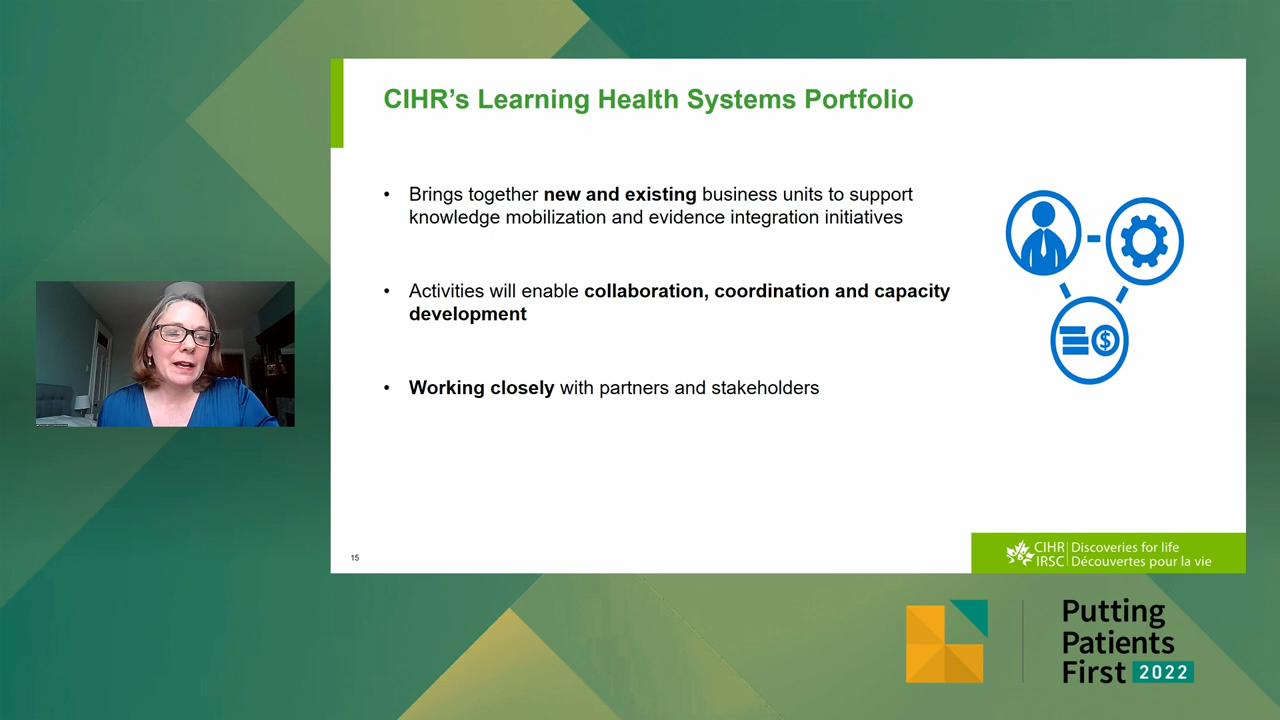 CIHR's Learning Health Systems Portfolio
• Brings together new and existing business units to support
knowledge mobilization and evidence integration initiatives
• Activities will enable collaboration, coordination and capacity
development
• Working closely with partners and stakeholders
$
15
CIHR IRSC
Discoveries for life
Découvertes pour la vie
Putting
Patients
First 2022